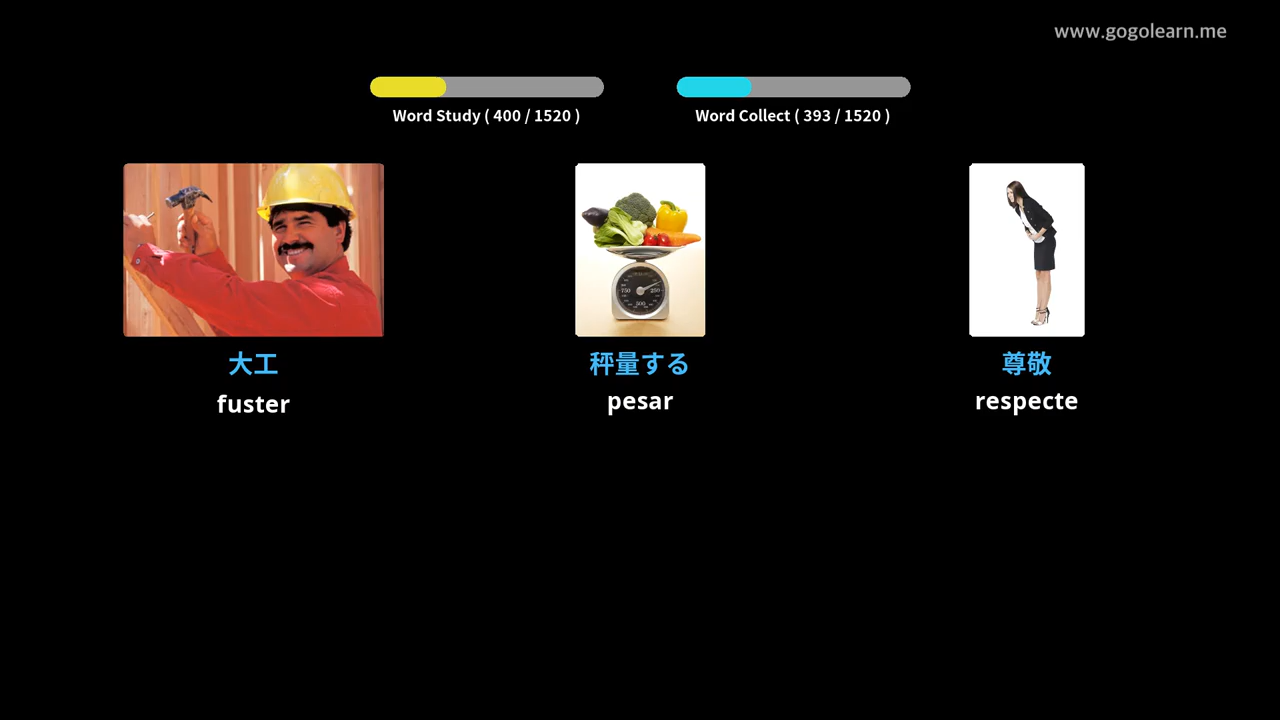 www.gogolearn.me
Word Study ( 400 / 1520 )
Word Collect ( 393 / 1520 )
大工
fuster
秤量する
pesar
尊敬
respecte